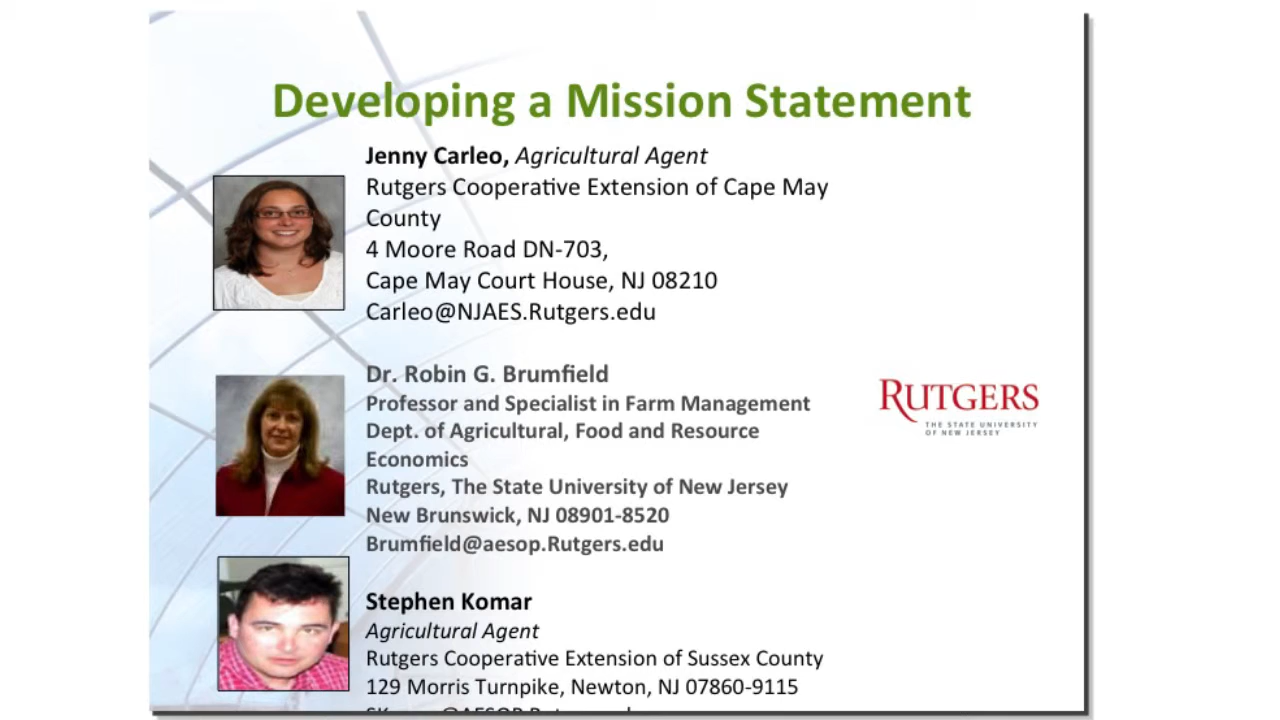 Developing a Mission Statement
Jenny Carleo, Agricultural Agent
Rutgers Cooperative Extension of Cape May
County
4 Moore Road DN-703,
Cape May Court House, NJ 08210
Carleo@NJAES.Rutgers.edu
Dr. Robin G. Brumfield
Professor and Specialist in Farm Management
Dept. of Agricultural, Food and Resource
Economics
Rutgers, The State University of New Jersey
New Brunswick, NJ 08901-8520
Brumfield@aesop.Rutgers.edu
RUTGERS
THE STATE UNIVERSITY
OF NEW JERSEY
Stephen Komar
Agricultural Agent
Rutgers Cooperative Extension of Sussex County
129 Morris Turnpike, Newton, NJ 07860-9115